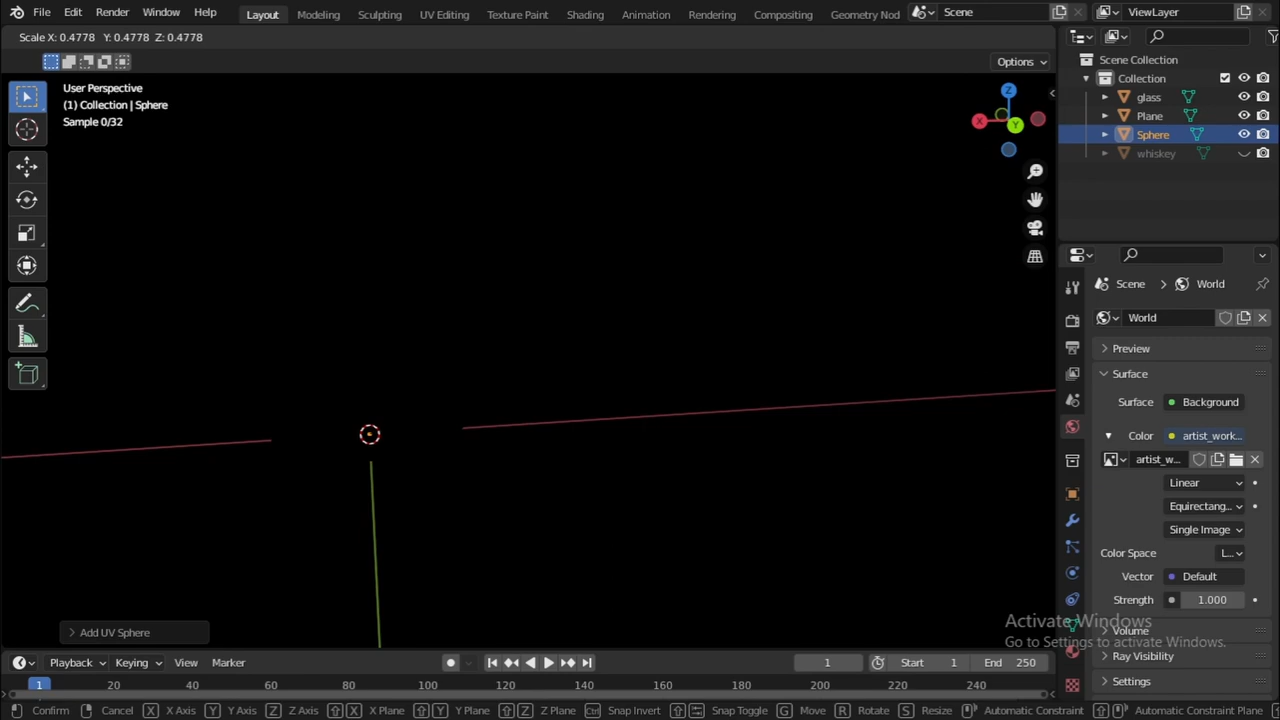 File Edit Render Window Help Layout Modeling Sculpting UV Editing Texture Paint Shading Animation Rendering Compositing Geometry Nod Scene ViewLayer
Scale X: 0.4778 Y: 0.4778 Z: 0.4778
Options
User Perspective
(1) Collection | Sphere
Sample 0/32
Z
X
Y
Scene Collection
Collection
glass
Plane
Sphere
whiskey
Scene World
World
Preview
Surface
Surface Background
Color artist_work...
artist_w...
Linear
Equirectang...
Single Image
Color Space L...
Vector Default
Strength 1.000
Volume
Ray Visibility
Settings
Activate Windows
Go to Settings to activate Windows.
Add UV Sphere
Playback Keying View Marker 1 Start 1 End 250
1 20 40 60 80 100 120 140 160 180 200 220 240
Confirm Cancel X X Axis Y Y Axis Z Z Axis X X Plane Y Y Plane Z Z Plane Ctrl Snap Invert Snap Toggle G Move R Rotate S Resize Automatic Constraint Automatic Constraint Plane